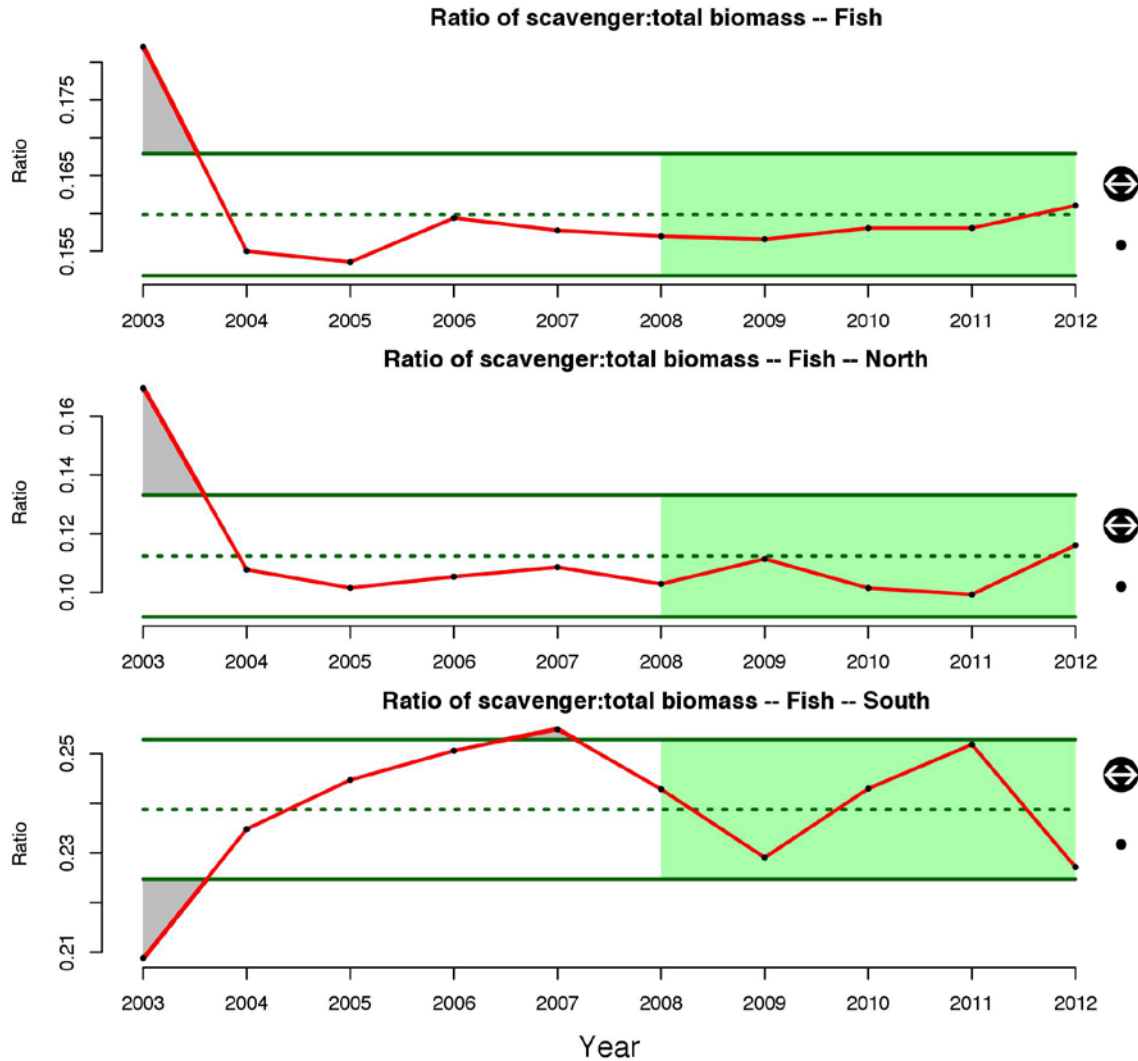 Ratio of scavenger:total biomass -- Fish
Ratio
0.175
0.165
0.155
2003 2004 2005 2006 2007 2008 2009 2010 2011 2012
Ratio of scavenger:total biomass -- Fish -- North
Ratio
0.16
0.14
0.12
0.10
2003 2004 2005 2006 2007 2008 2009 2010 2011 2012
Ratio of scavenger:total biomass -- Fish -- South
Ratio
0.25
0.23
0.21
2003 2004 2005 2006 2007 2008 2009 2010 2011 2012
Year